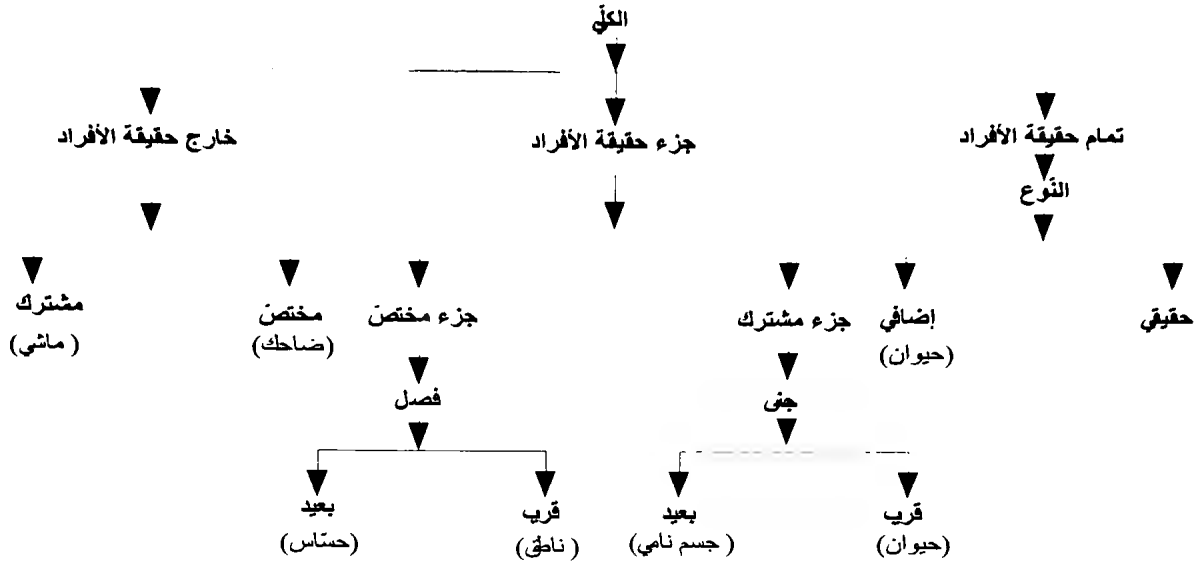 الكلّي
تمام حقيقة الأفراد
جزء حقيقة الأفراد
خارج حقيقة الأفراد
النّوع
حقيقي
إضافي
(حيوان)
جزء مشترك
جزء مختصّ
مختصّ
(ضاحك)
مشترك
(ماشي)
جنى
فصل
قريب
(حيوان)
بعيد
(جسم نامي)
قريب
(ناطق)
بعيد
(حسّاس)